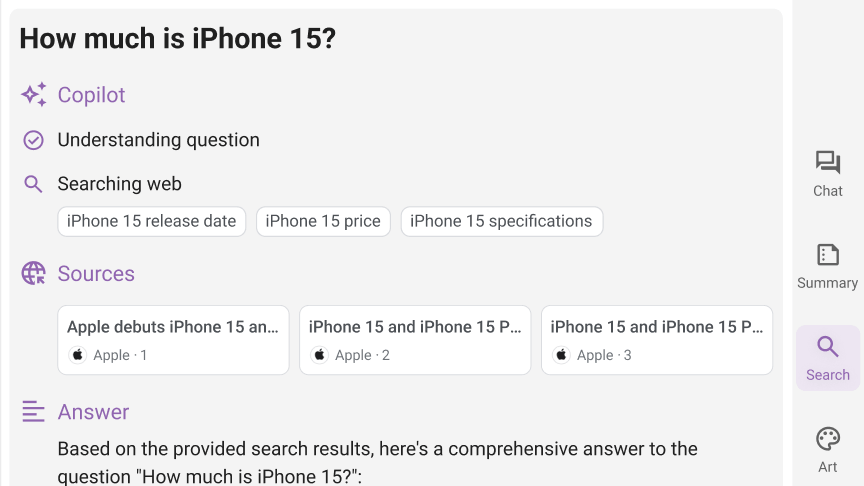 How much is iPhone 15?
Copilot
Understanding question
Searching web
iPhone 15 release date
iPhone 15 price
iPhone 15 specifications
Sources
Apple debuts iPhone 15 an...
Apple · 1
iPhone 15 and iPhone 15 P...
Apple · 2
iPhone 15 and iPhone 15 P...
Apple · 3
Answer
Based on the provided search results, here's a comprehensive answer to the
question "How much is iPhone 15?":
Chat
Summary
Search
Art